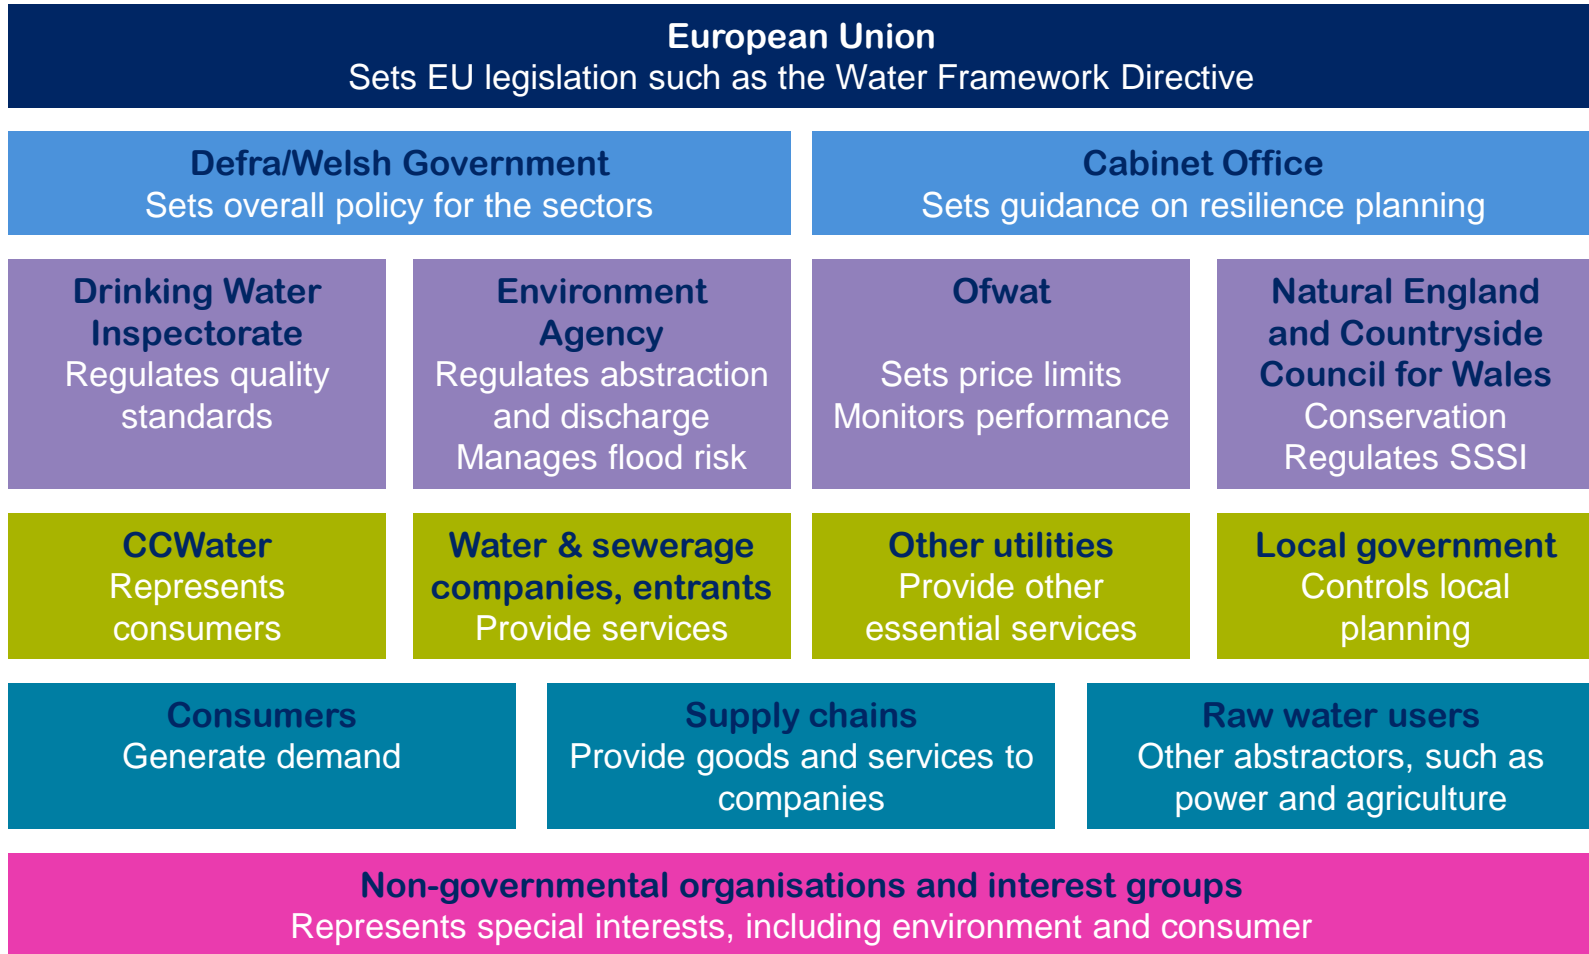 European Union
Sets EU legislation such as the Water Framework Directive
Defra/Welsh Government
Sets overall policy for the sectors
Cabinet Office
Sets guidance on resilience planning
Drinking Water
Inspectorate
Regulates quality
standards
Environment
Agency
Regulates abstraction
and discharge
Manages flood risk
Ofwat
Sets price limits
Monitors performance
Natural England
and Countryside
Council for Wales
Conservation
Regulates SSSI
CCWater
Represents
consumers
Water & sewerage
companies, entrants
Provide services
Other utilities
Provide other
essential services
Local government
Controls local
planning
Consumers
Generate demand
Supply chains
Provide goods and services to
companies
Raw water users
Other abstractors, such as
power and agriculture
Non-governmental organisations and interest groups
Represents special interests, including environment and consumer